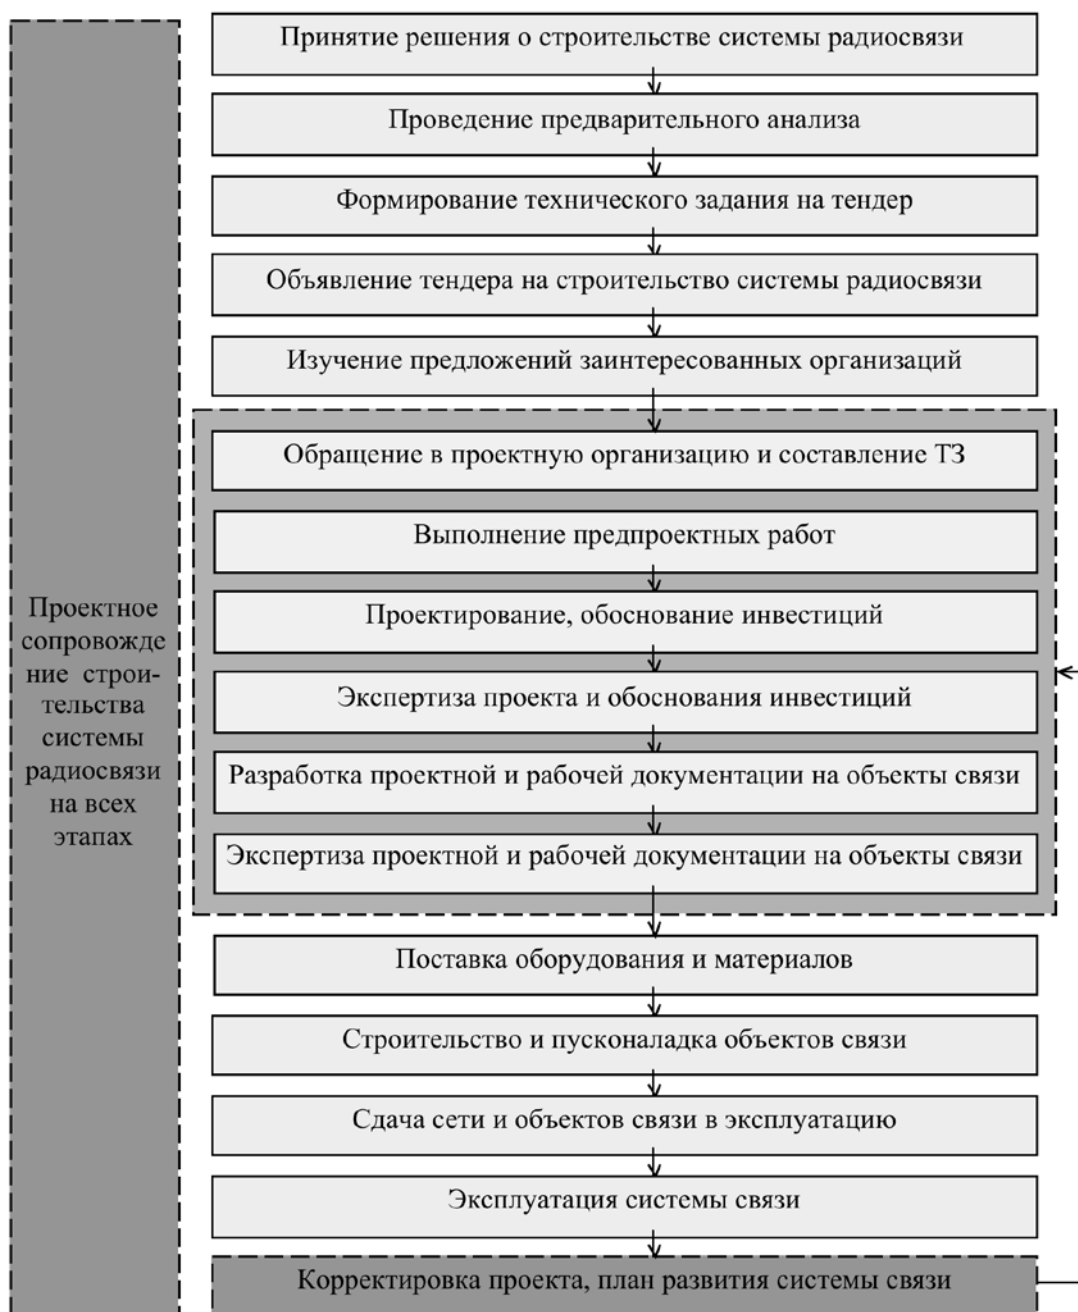 Принятие решения о строительстве системы радиосвязи
Проведение предварительного анализа
Формирование технического задания на тендер
Объявление тендера на строительство системы радиосвязи
Изучение предложений заинтересованных организаций
Обращение в проектную организацию и составление ТЗ
Выполнение предпроектных работ
Проектирование, обоснование инвестиций
Экспертиза проекта и обоснования инвестиций
Разработка проектной и рабочей документации на объекты связи
Экспертиза проектной и рабочей документации на объекты связи
Поставка оборудования и материалов
Строительство и пусконаладка объектов связи
Сдача сети и объектов связи в эксплуатацию
Эксплуатация системы связи
Корректировка проекта, план развития системы связи
Проектное
сопровожде
ние строи-
тельства
системы
радиосвязи
на всех
этапах